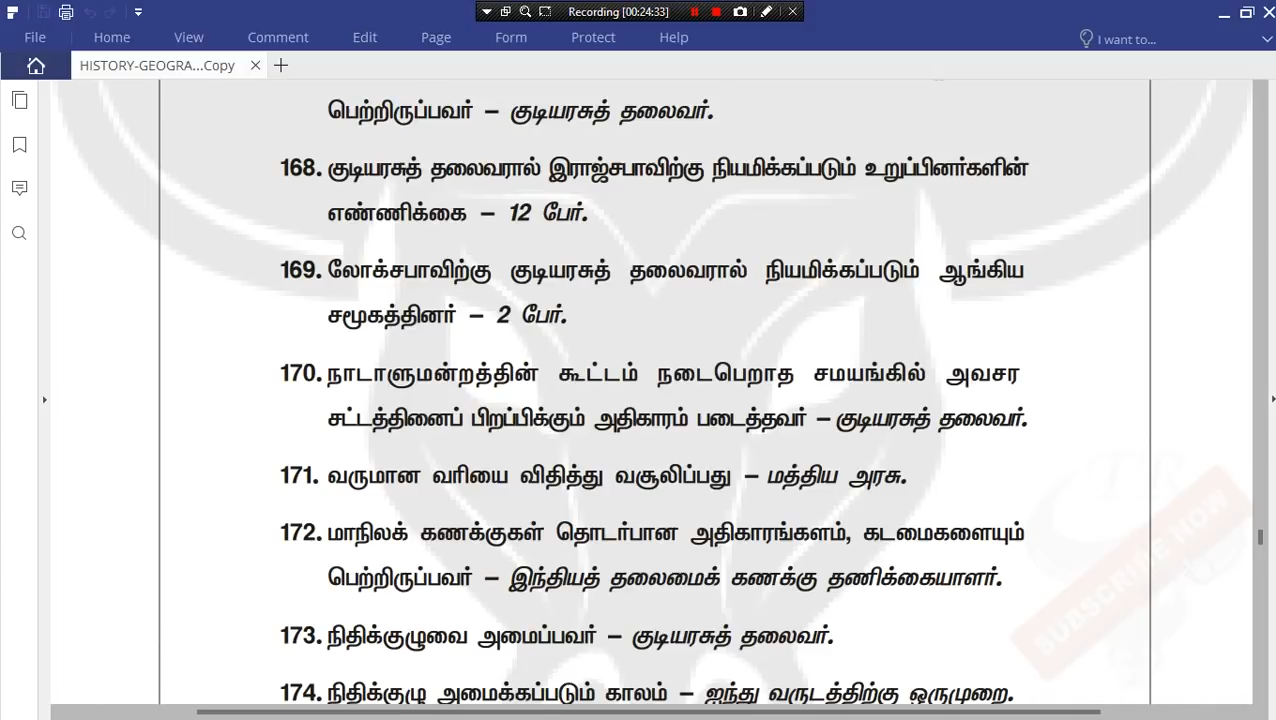 Recording [00:24:33]
File Home View Comment Edit Page Form Protect Help I want to...
HISTORY-GEOGRA...Copy
பெற்றிருப்பவர் – குடியரசுத் தலைவர்.
168. குடியரசுத் தலைவரால் இராஜ்சபாவிற்கு நியமிக்கப்படும் உறுப்பினர்களின்
எண்ணிக்கை – 12 பேர்.
169. லோக்சபாவிற்கு குடியரசுத் தலைவரால் நியமிக்கப்படும் ஆங்கிய
சமூகத்தினர் – 2 பேர்.
170. நாடாளுமன்றத்தின் கூட்டம் நடைபெறாத சமயங்கில் அவசர
சட்டத்தினைப் பிறப்பிக்கும் அதிகாரம் படைத்தவர் – குடியரசுத் தலைவர்.
171. வருமான வரியை விதித்து வசூலிப்பது – மத்திய அரசு.
172. மாநிலக் கணக்குகள் தொடர்பான அதிகாரங்களம், கடமைகளையும்
பெற்றிருப்பவர் – இந்தியத் தலைமைக் கணக்கு தணிக்கையாளர்.
173. நிதிக்குழுவை அமைப்பவர் – குடியரசுத் தலைவர்.
174. நிதிக்குழு அமைக்கப்படும் காலம் – ஐந்து வருடத்திற்கு ஒருமுறை.
SUBSCRIBE NOW